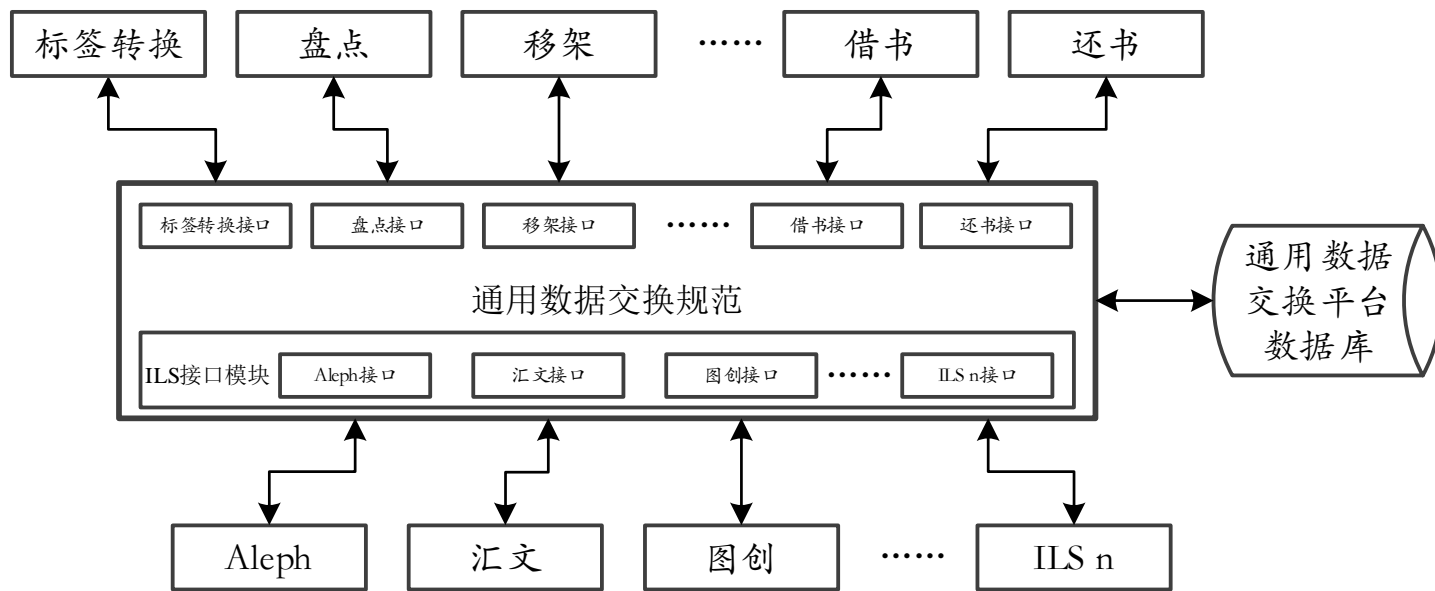 标签转换 盘点 移架 …… 借书 还书
标签转换接口 盘点接口 移架接口 …… 借书接口 还书接口
通用数据交换规范
通用数据
交换平台
数据库
ILS接口模块 Aleph接口 汇文接口 图创接口 …… ILS n接口
Aleph 汇文 图创 …… ILS n